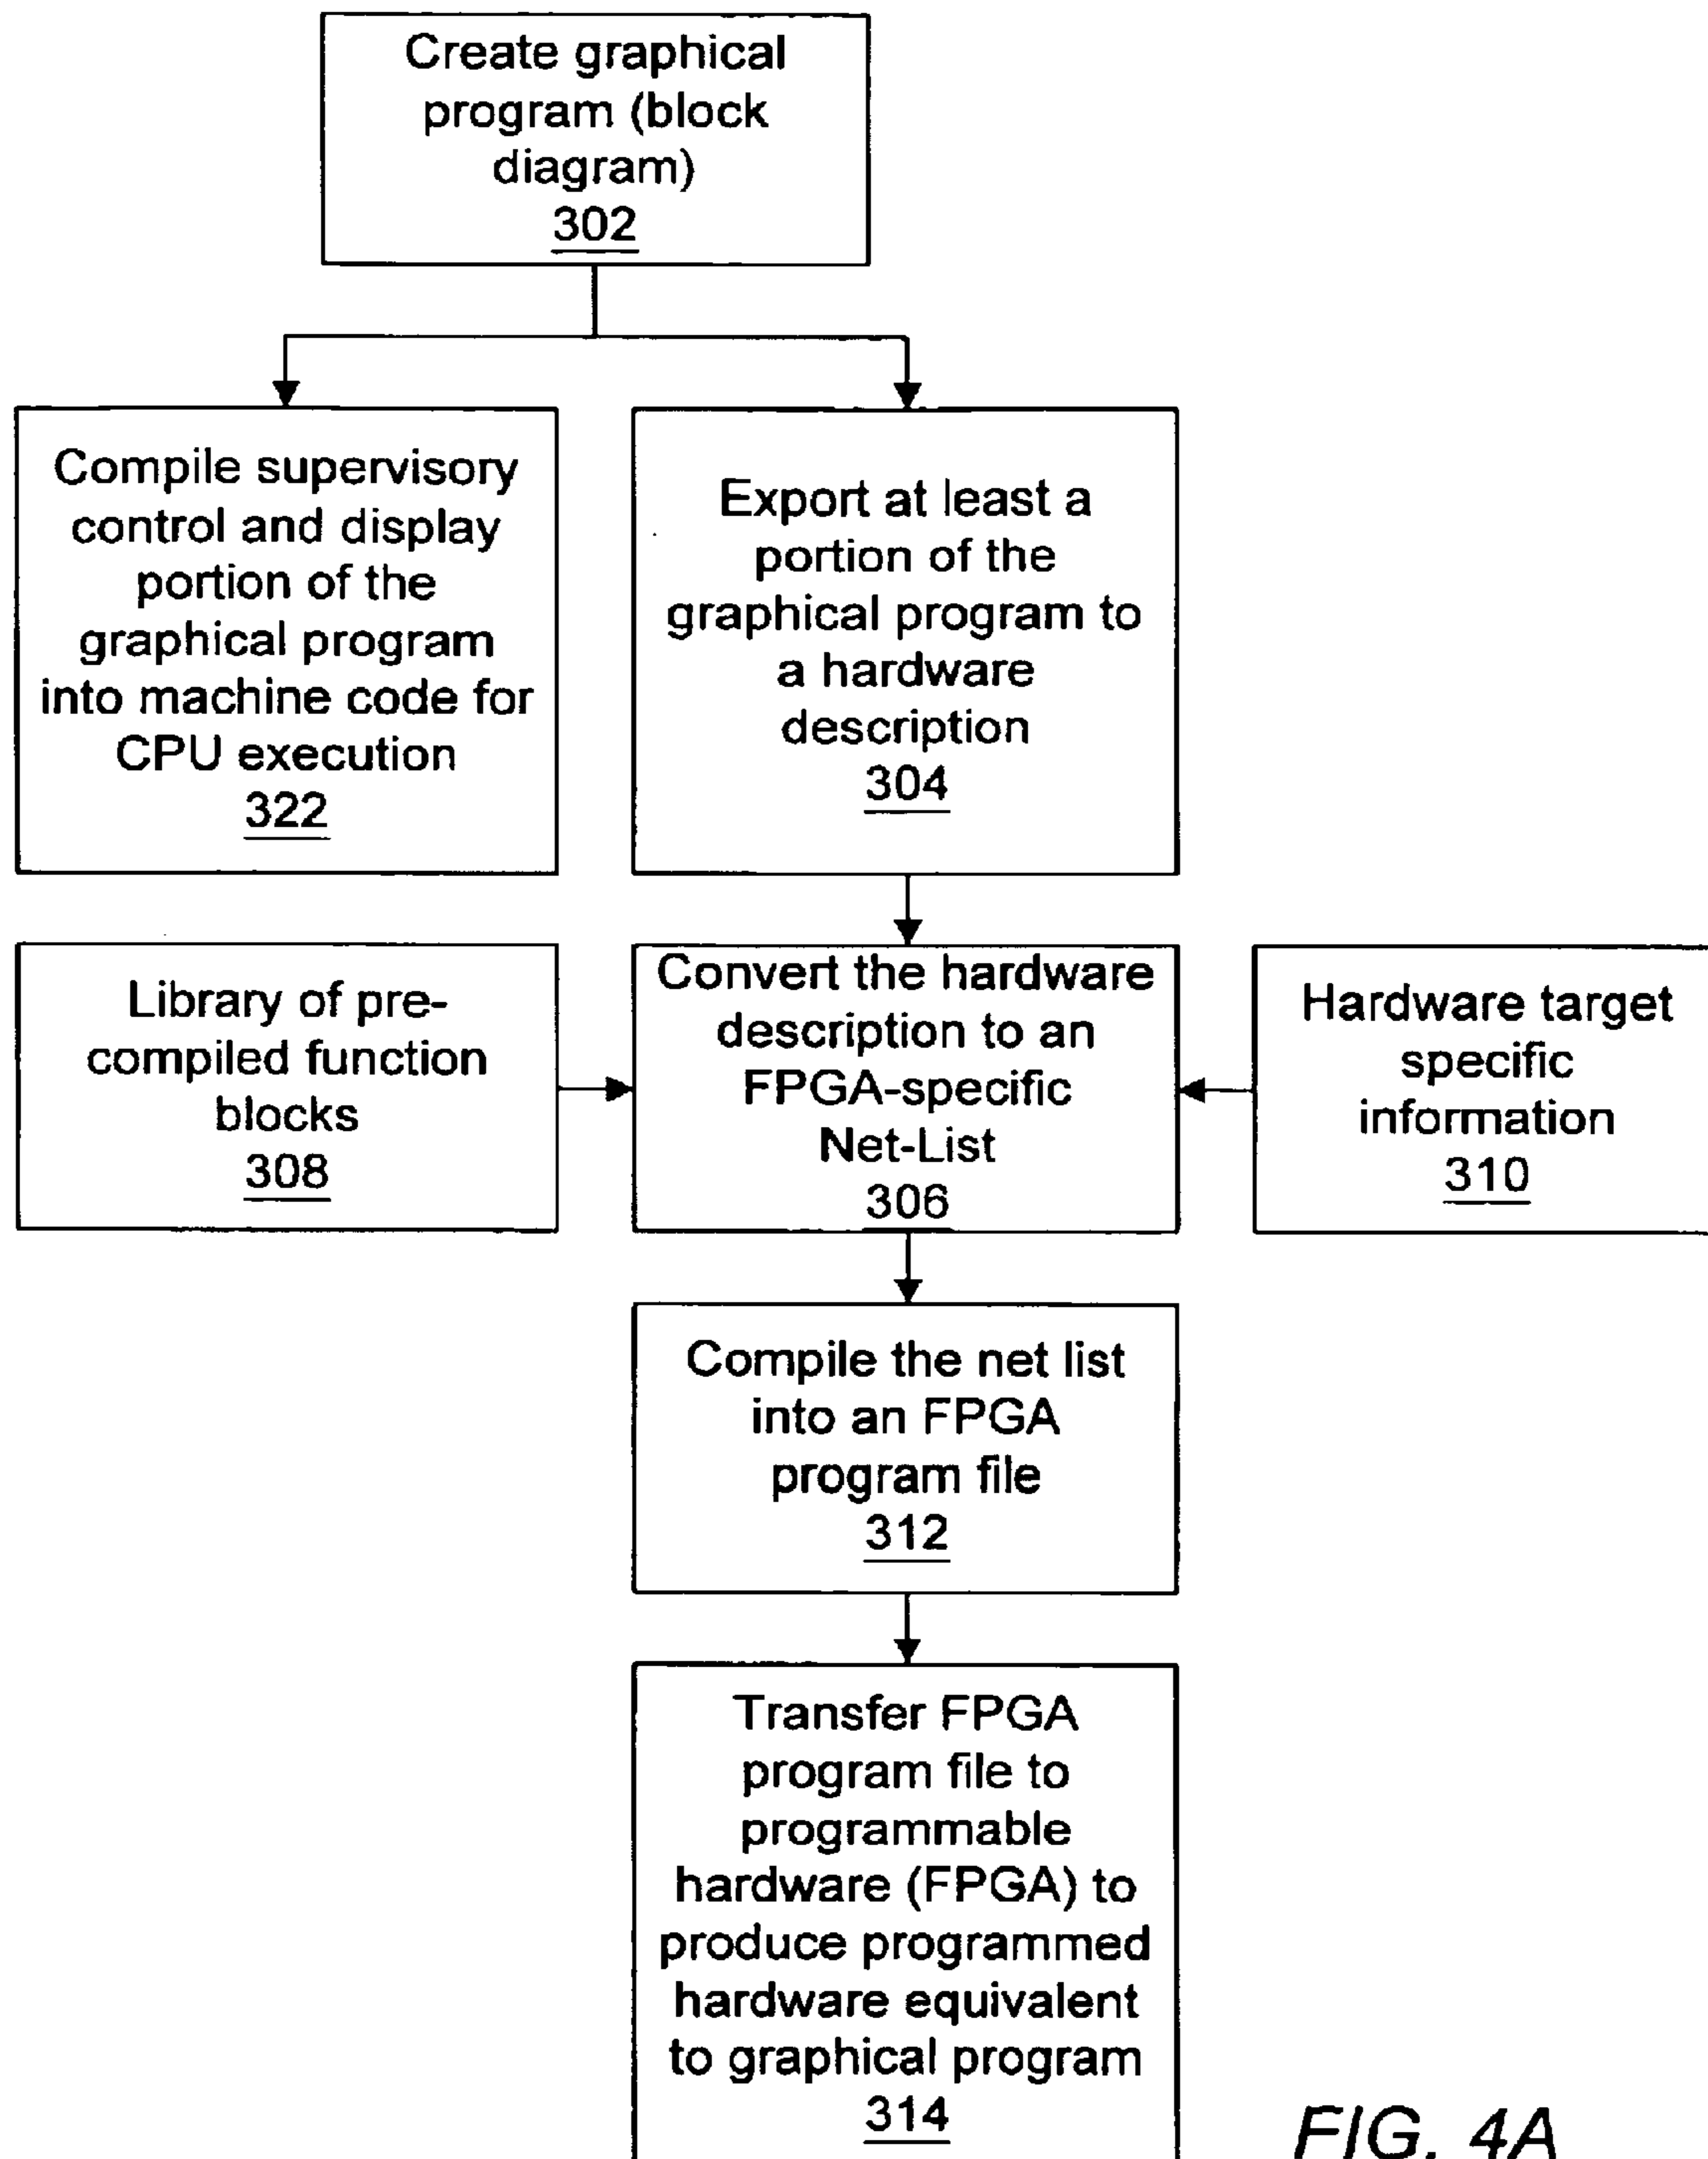 Create graphical
program (block
diagram)
302
Compile supervisory
control and display
portion of the
graphical program
into machine code for
CPU execution
322
Export at least a
portion of the
graphical program to
a hardware
description
304
Library of pre-
compiled function
blocks
308
Convert the hardware
description to an
FPGA-specific
Net-List
306
Hardware target
specific
information
310
Compile the net list
into an FPGA
program file
312
Transfer FPGA
program file to
programmable
hardware (FPGA) to
produce programmed
hardware equivalent
to graphical program
314
FIG. 4A